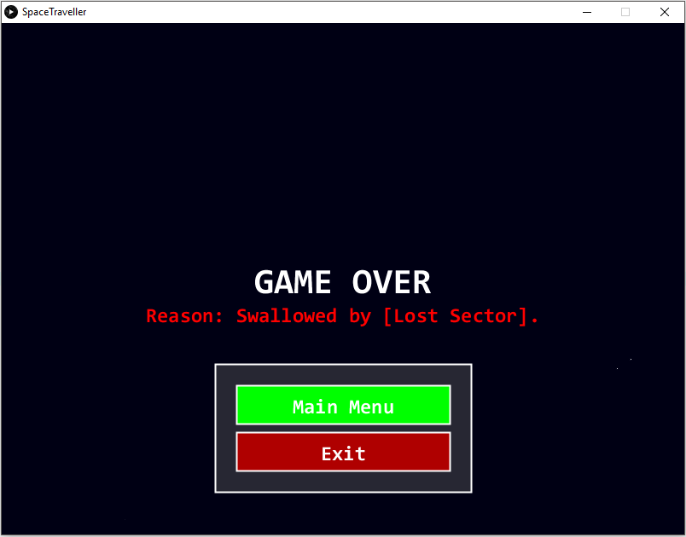 SpaceTraveller
GAME OVER
Reason: Swallowed by [Lost Sector].
Main Menu
Exit